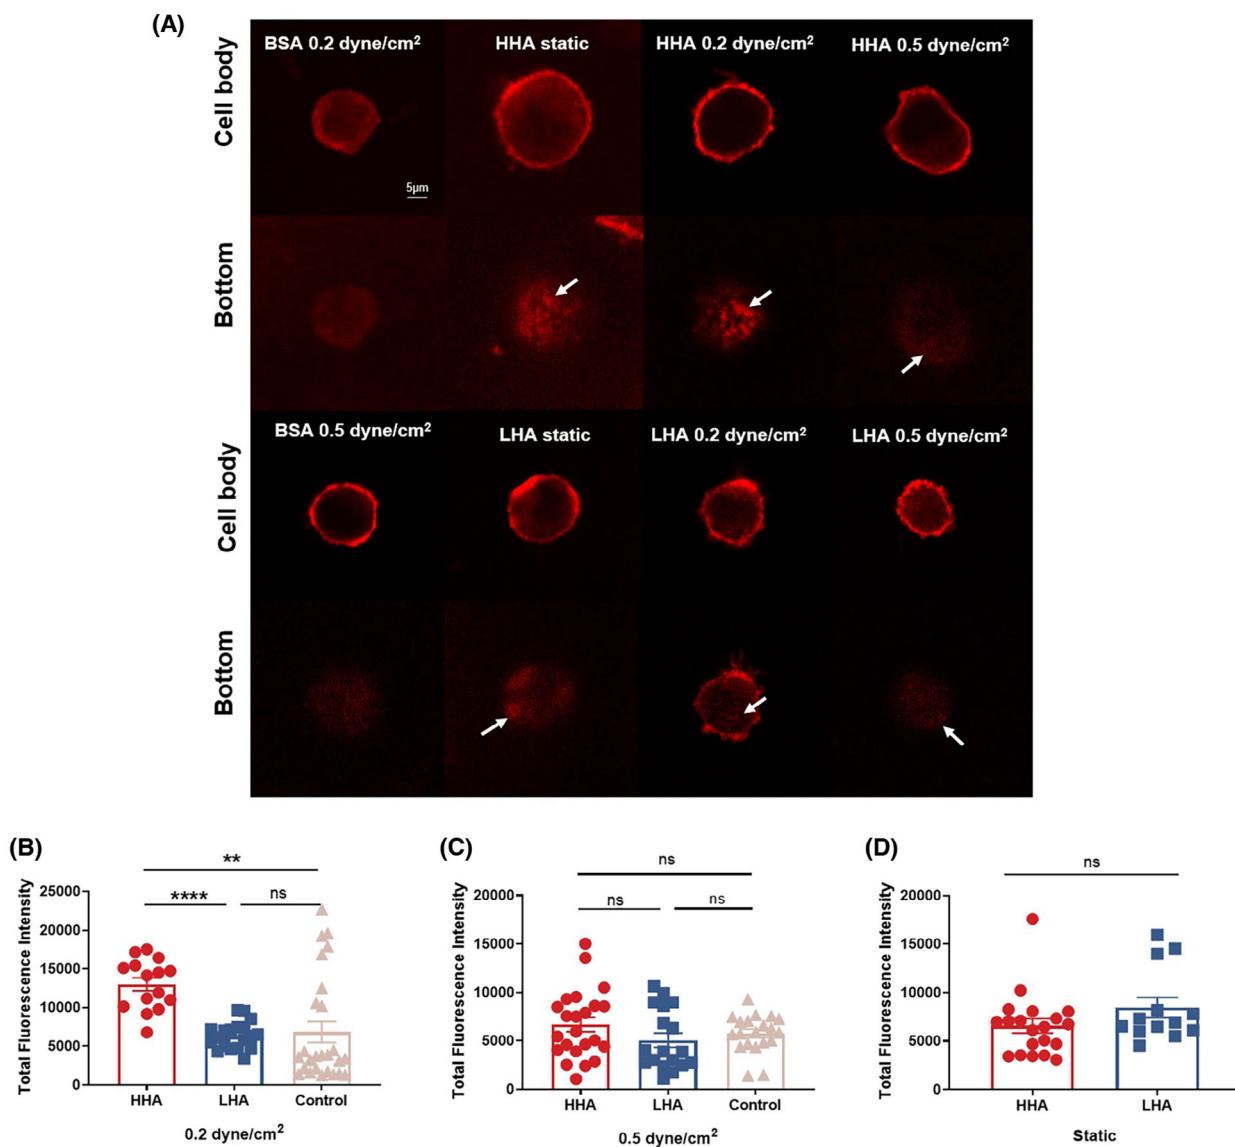 (A)
BSA 0.2 dyne/cm²
HHA static
HHA 0.2 dyne/cm²
HHA 0.5 dyne/cm²
Cell body
5μm
Bottom
BSA 0.5 dyne/cm²
LHA static
LHA 0.2 dyne/cm²
LHA 0.5 dyne/cm²
Cell body
Bottom
(B)
**
****
ns
Total Fluorescence Intensity
25000
20000
15000
10000
5000
0
HHA
LHA
Control
0.2 dyne/cm²
(C)
ns
ns
ns
Total Fluorescence Intensity
20000
15000
10000
5000
0
HHA
LHA
Control
0.5 dyne/cm²
(D)
ns
Total Fluorescence Intensity
20000
15000
10000
5000
0
HHA
LHA
Static